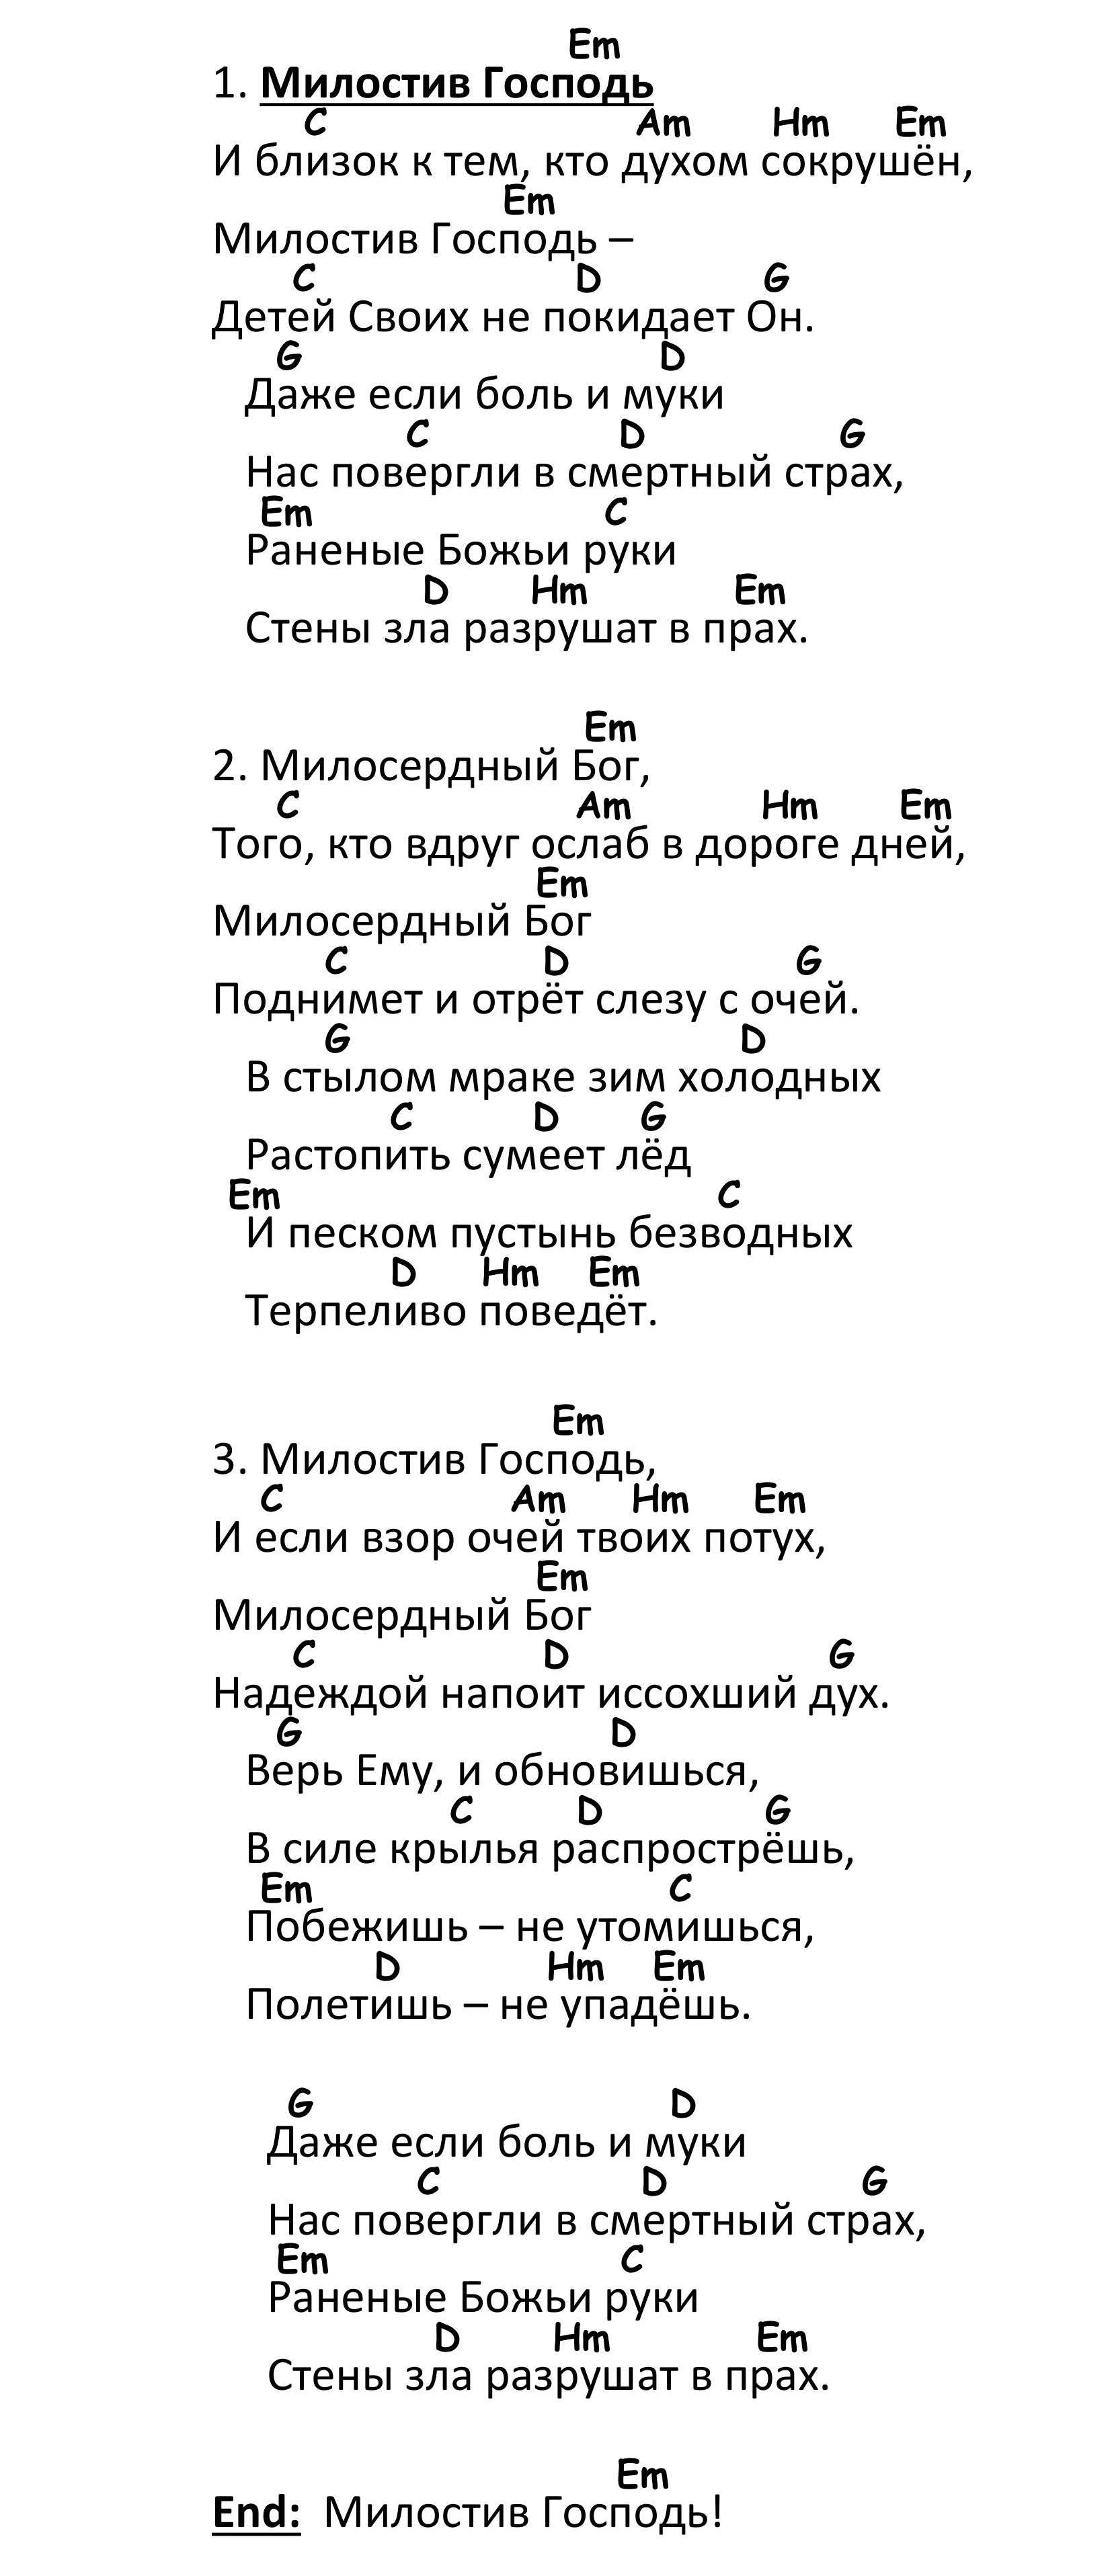 Em
1. Милостив Господь
C Am Hm Em
И близок к тем, кто духом сокрушён,
Em
Милостив Господь –
C D G
Детей Своих не покидает Он.
G D
Даже если боль и муки
C D G
Нас повергли в смертный страх,
Em C
Раненые Божьи руки
D Hm Em
Стены зла разрушат в прах.
Em
2. Милосердный Бог,
C Am Hm Em
Того, кто вдруг ослаб в дороге дней,
Em
Милосердный Бог
C D G
Поднимет и отрёт слезу с очей.
G D
В стылом мраке зим холодных
C D G
Растопить сумеет лёд
Em C
И песком пустынь безводных
D Hm Em
Терпеливо поведёт.
Em
3. Милостив Господь,
C Am Hm Em
И если взор очей твоих потух,
Em
Милосердный Бог
C D G
Надеждой напоит иссохший дух.
G D
Верь Ему, и обновишься,
C D G
В силе крылья распрострёшь,
Em C
Побежишь – не утомишься,
D Hm Em
Полетишь – не упадёшь.
G D
Даже если боль и муки
C D G
Нас повергли в смертный страх,
Em C
Раненые Божьи руки
D Hm Em
Стены зла разрушат в прах.
Em
End: Милостив Господь!